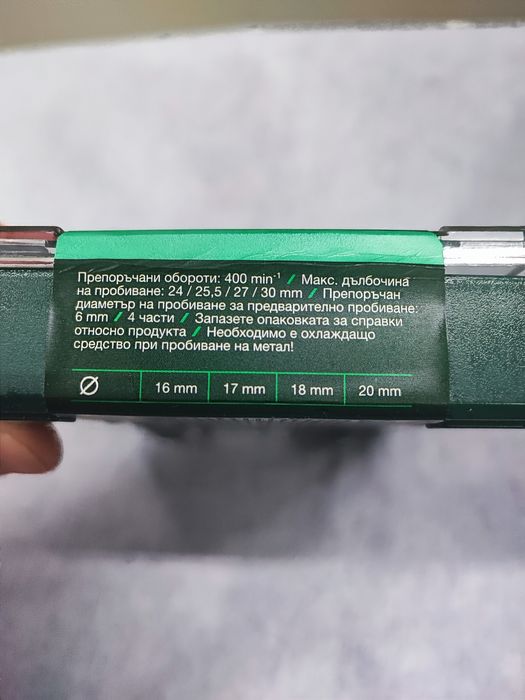 Препоръчани обороти: 400 min⁻¹ / Макс. дълбочина
на пробиване: 24 / 25,5 / 27 / 30 mm / Препоръчан
диаметър на пробиване за предварително пробиване:
6 mm / 4 части / Запазете опаковката за справки
относно продукта / Необходимо е охлаждащо
средство при пробиване на метал!
Ø 16 mm 17 mm 18 mm 20 mm